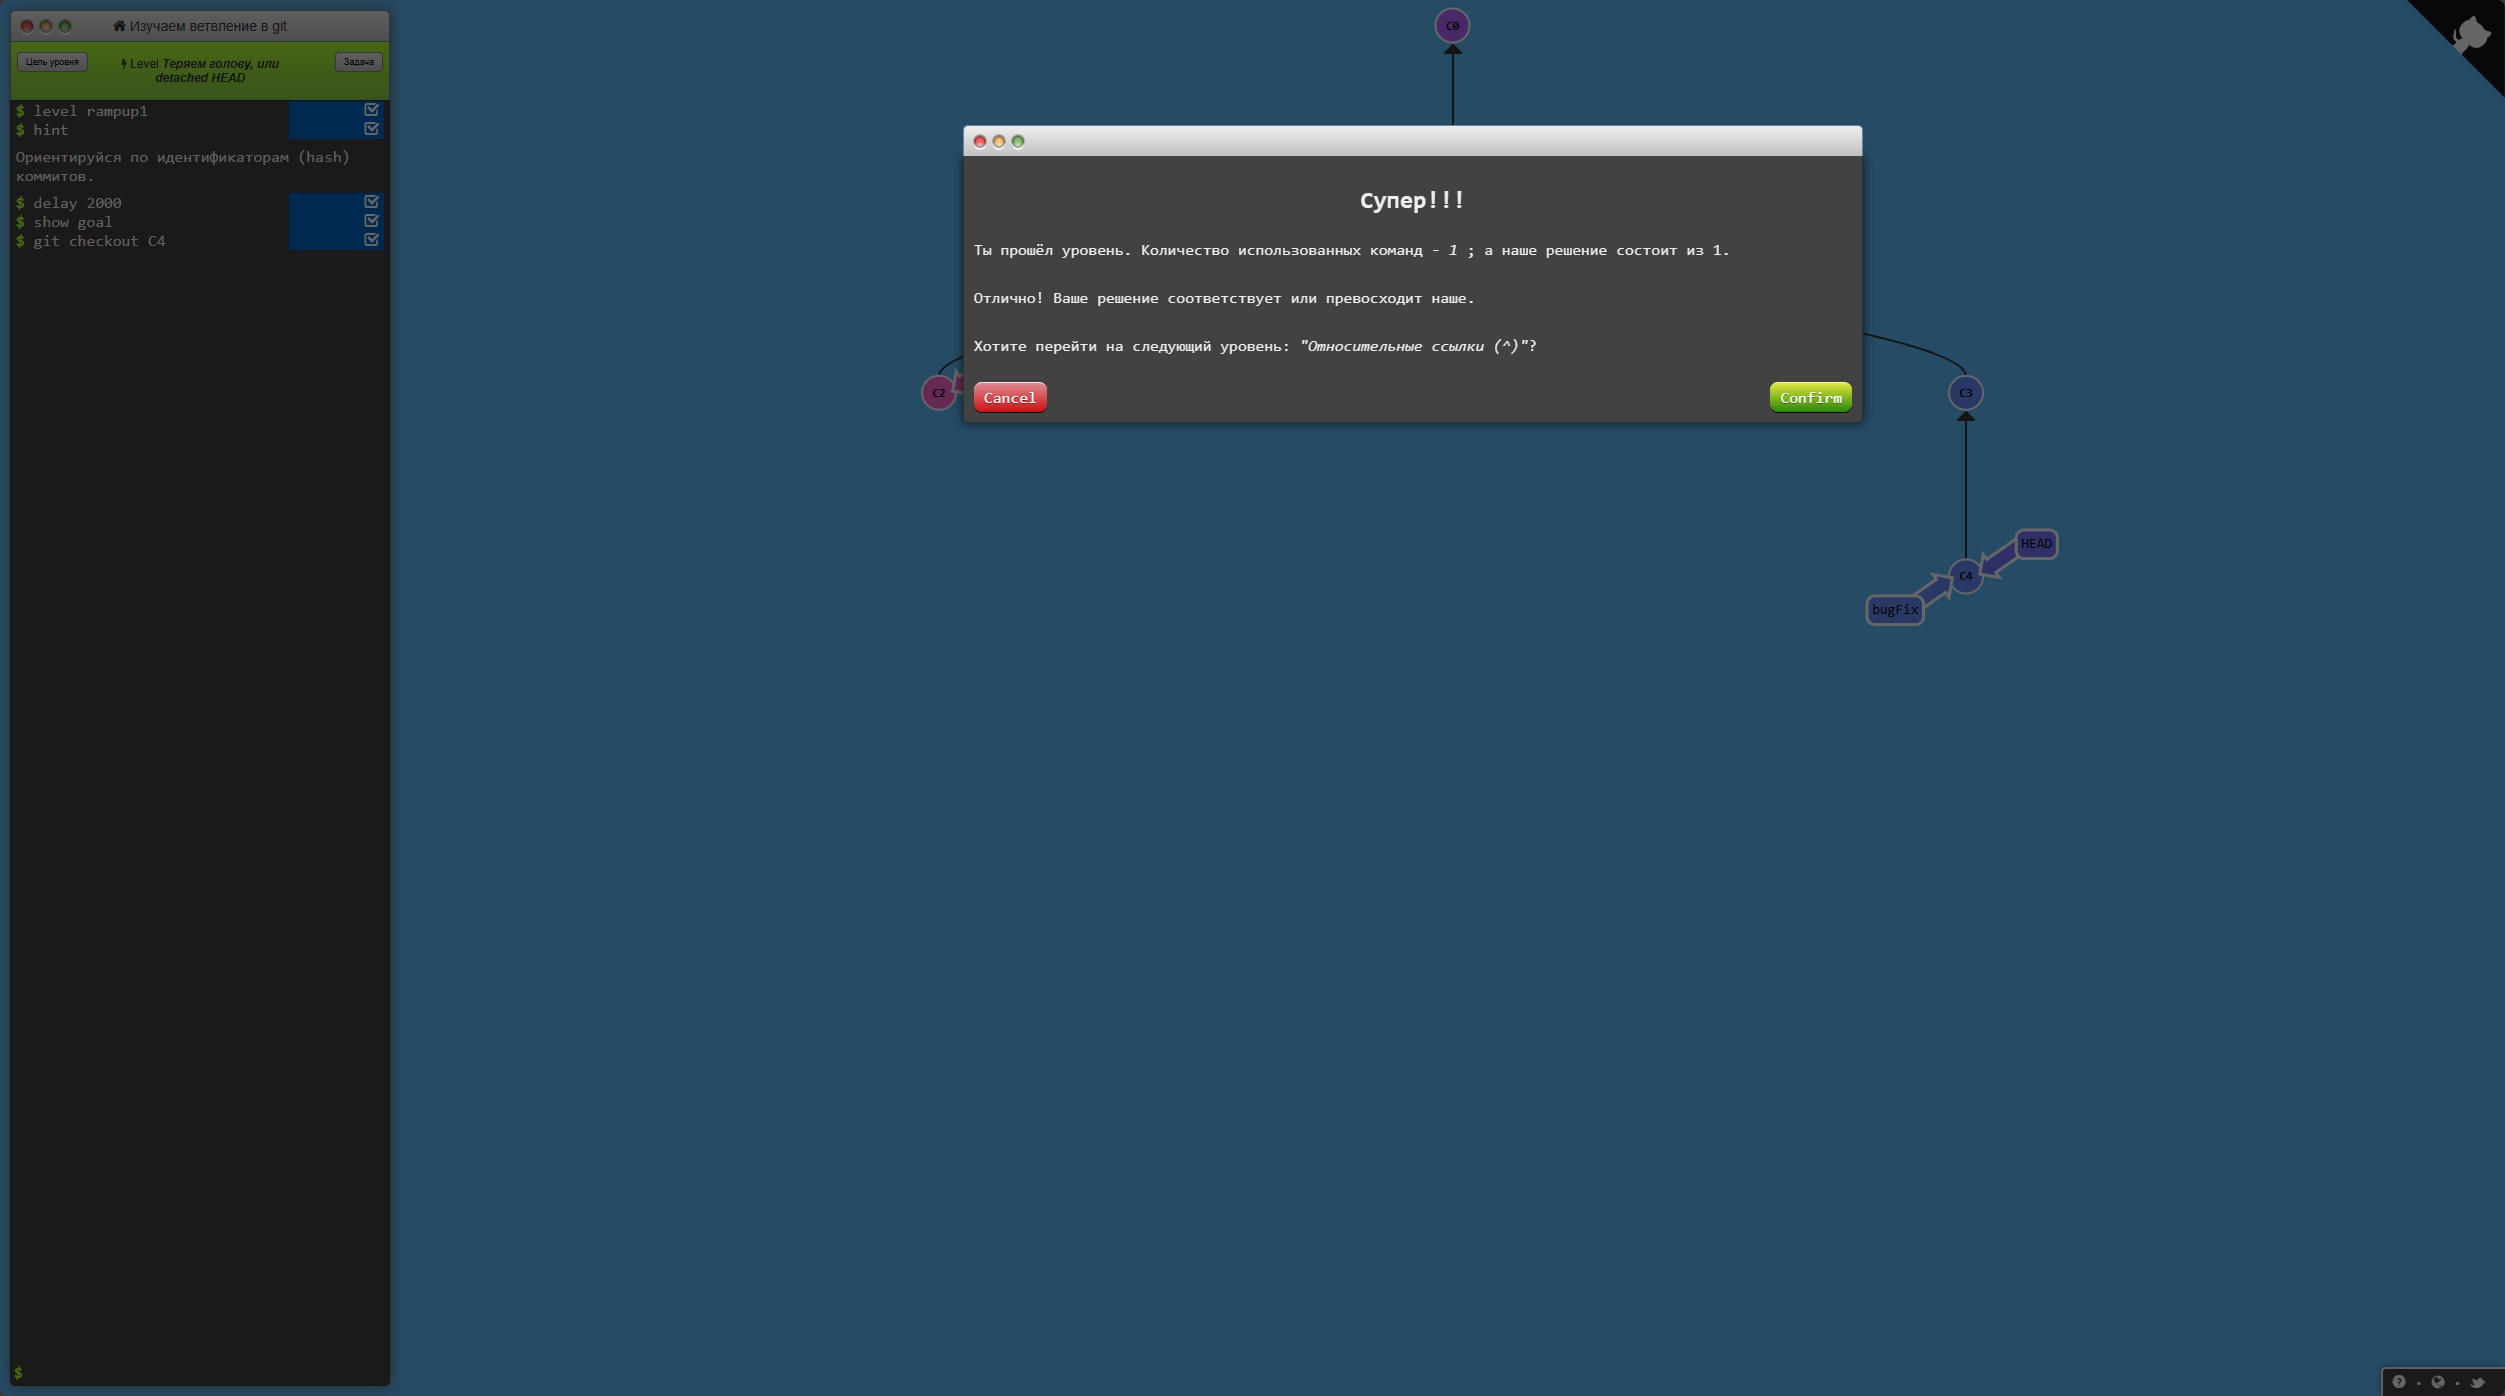 Изучаем ветвление в git
Цель уровня
Level Теряем голову, или
detached HEAD
Задача
$ level rampup1
$ hint
Ориентируйся по идентификаторам (hash)
коммитов.
$ delay 2000
$ show goal
$ git checkout C4
$
C0
Супер!!!
Ты прошёл уровень. Количество использованных команд - 1 ; а наше решение состоит из 1.
Отлично! Ваше решение соответствует или превосходит наше.
Хотите перейти на следующий уровень: "Относительные ссылки (^)"?
Cancel
Confirm
C2
C3
HEAD
C4
bugFix